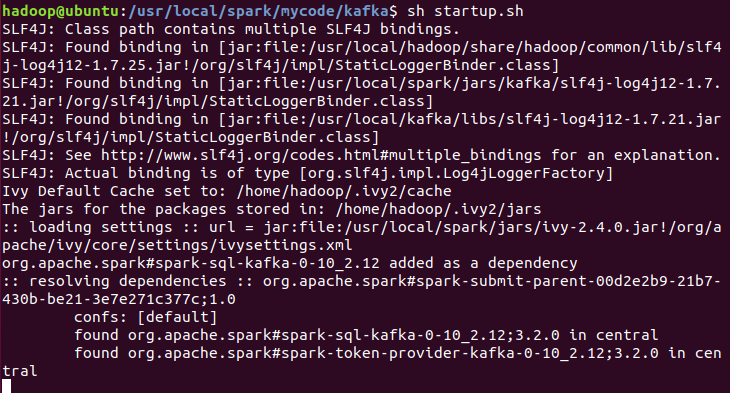 hadoop@ubuntu:/usr/local/spark/mycode/kafka$ sh startup.sh
SLF4J: Class path contains multiple SLF4J bindings.
SLF4J: Found binding in [jar:file:/usr/local/hadoop/share/hadoop/common/lib/slf4
j-log4j12-1.7.25.jar!/org/slf4j/impl/StaticLoggerBinder.class]
SLF4J: Found binding in [jar:file:/usr/local/spark/jars/kafka/slf4j-log4j12-1.7.
21.jar!/org/slf4j/impl/StaticLoggerBinder.class]
SLF4J: Found binding in [jar:file:/usr/local/kafka/libs/slf4j-log4j12-1.7.21.jar
!/org/slf4j/impl/StaticLoggerBinder.class]
SLF4J: See http://www.slf4j.org/codes.html#multiple_bindings for an explanation.
SLF4J: Actual binding is of type [org.slf4j.impl.Log4jLoggerFactory]
Ivy Default Cache set to: /home/hadoop/.ivy2/cache
The jars for the packages stored in: /home/hadoop/.ivy2/jars
:: loading settings :: url = jar:file:/usr/local/spark/jars/ivy-2.4.0.jar!/org/a
pache/ivy/core/settings/ivysettings.xml
org.apache.spark#spark-sql-kafka-0-10_2.12 added as a dependency
:: resolving dependencies :: org.apache.spark#spark-submit-parent-00d2e2b9-21b7-
430b-be21-3e7e271c377c;1.0
        confs: [default]
        found org.apache.spark#spark-sql-kafka-0-10_2.12;3.2.0 in central
        found org.apache.spark#spark-token-provider-kafka-0-10_2.12;3.2.0 in cen
tral